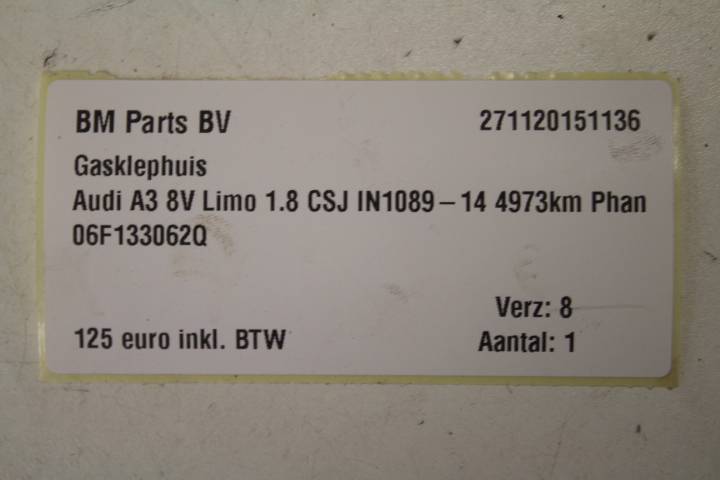 BM Parts BV 271120151136
Gasklephuis
Audi A3 8V Limo 1.8 CSJ IN1089-14 4973km Phan
06F133062Q
Verz: 8
125 euro inkl. BTW Aantal: 1